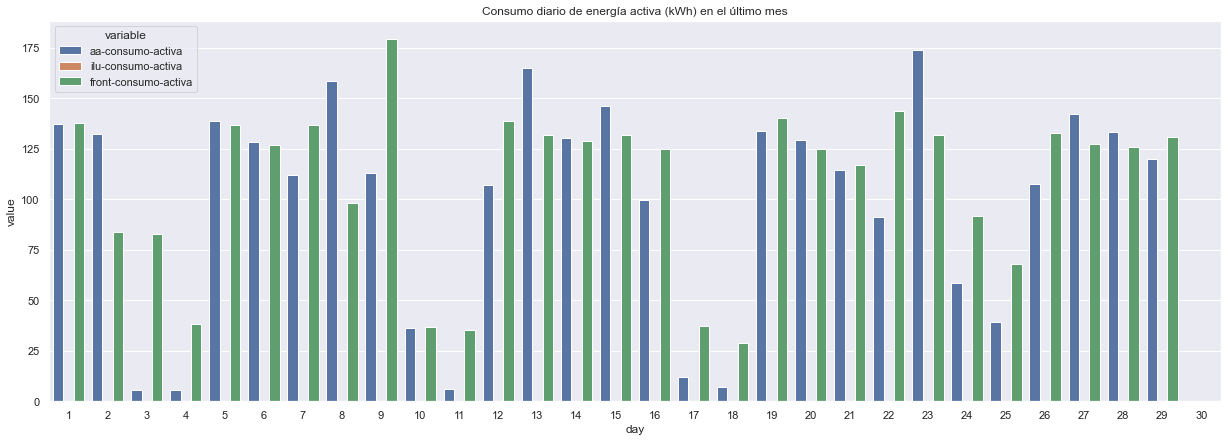 Consumo diario de energía activa (kWh) en el último mes
variable
aa-consumo-activa
ilu-consumo-activa
front-consumo-activa
175
150
125
100
75
50
25
0
value
1 2 3 4 5 6 7 8 9 10 11 12 13 14 15 16 17 18 19 20 21 22 23 24 25 26 27 28 29 30
day